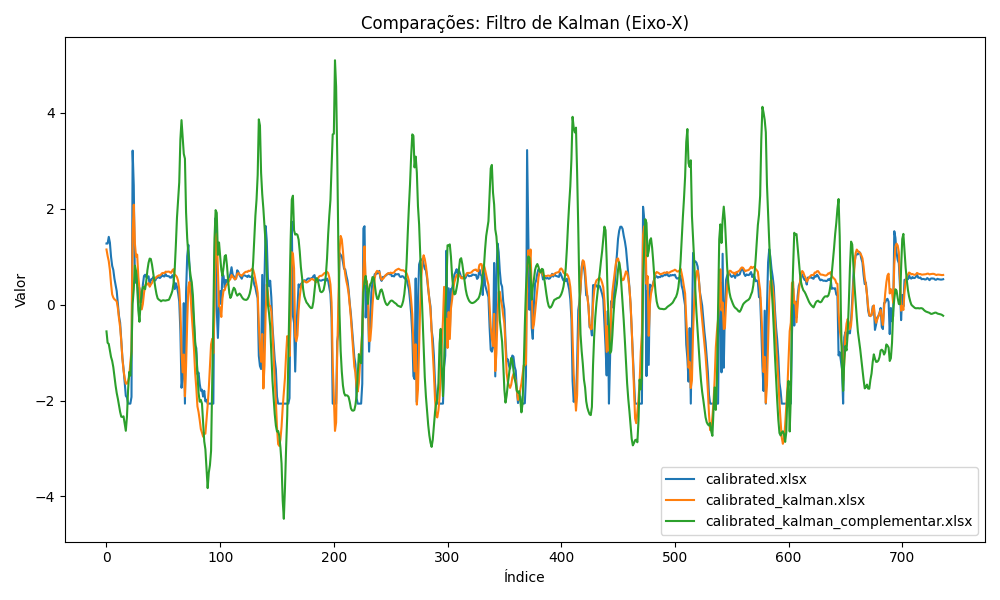 Comparações: Filtro de Kalman (Eixo-X)
Valor
4
2
0
−2
−4
0 100 200 300 400 500 600 700
Índice
calibrated.xlsx
calibrated_kalman.xlsx
calibrated_kalman_complementar.xlsx